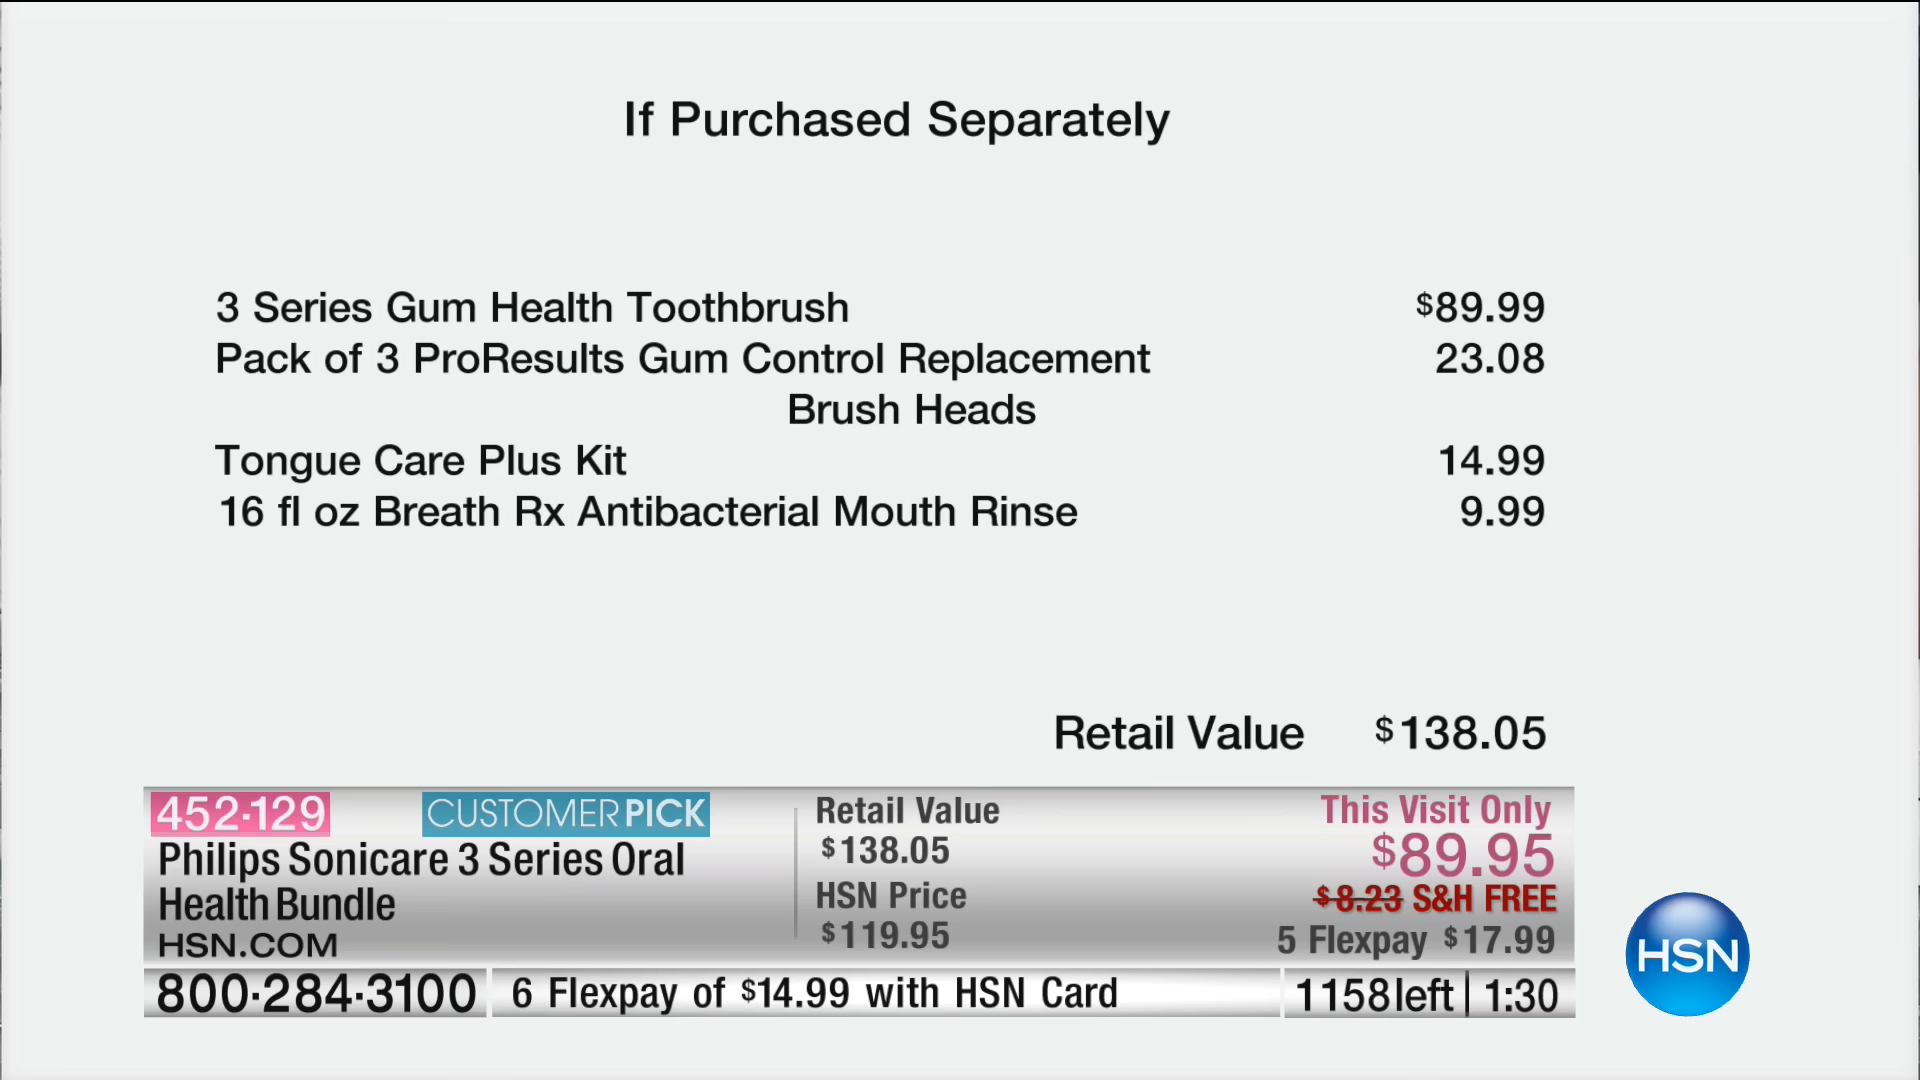 If Purchased Separately
3 Series Gum Health Toothbrush $89.99
Pack of 3 ProResults Gum Control Replacement 23.08
Brush Heads
Tongue Care Plus Kit 14.99
16 fl oz Breath Rx Antibacterial Mouth Rinse 9.99
Retail Value $138.05
452-129 CUSTOMERPICK
Philips Sonicare 3 Series Oral
Health Bundle
HSN.COM
Retail Value
$138.05
HSN Price
$119.95
This Visit Only
$89.95
$8.23 S&H FREE
5 Flexpay $17.99
HSN
800-284-3100 6 Flexpay of $14.99 with HSN Card 1158 left | 1:30